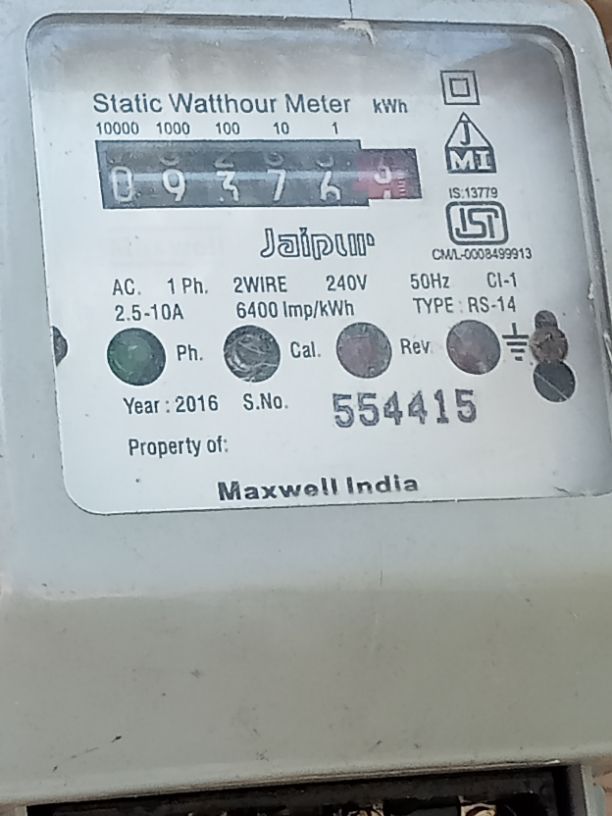 Static Watthour Meter kWh
10000 1000 100 10 1
0 9 3 7 6
J
MI
IS:13779
ISI
CM/L-0008499913
Jaipur
AC. 1 Ph. 2WIRE 240V 50Hz Cl-1
2.5-10A 6400 Imp/kWh TYPE : RS-14
Ph. Cal. Rev.
Year : 2016 S.No. 554415
Property of:
Maxwell India